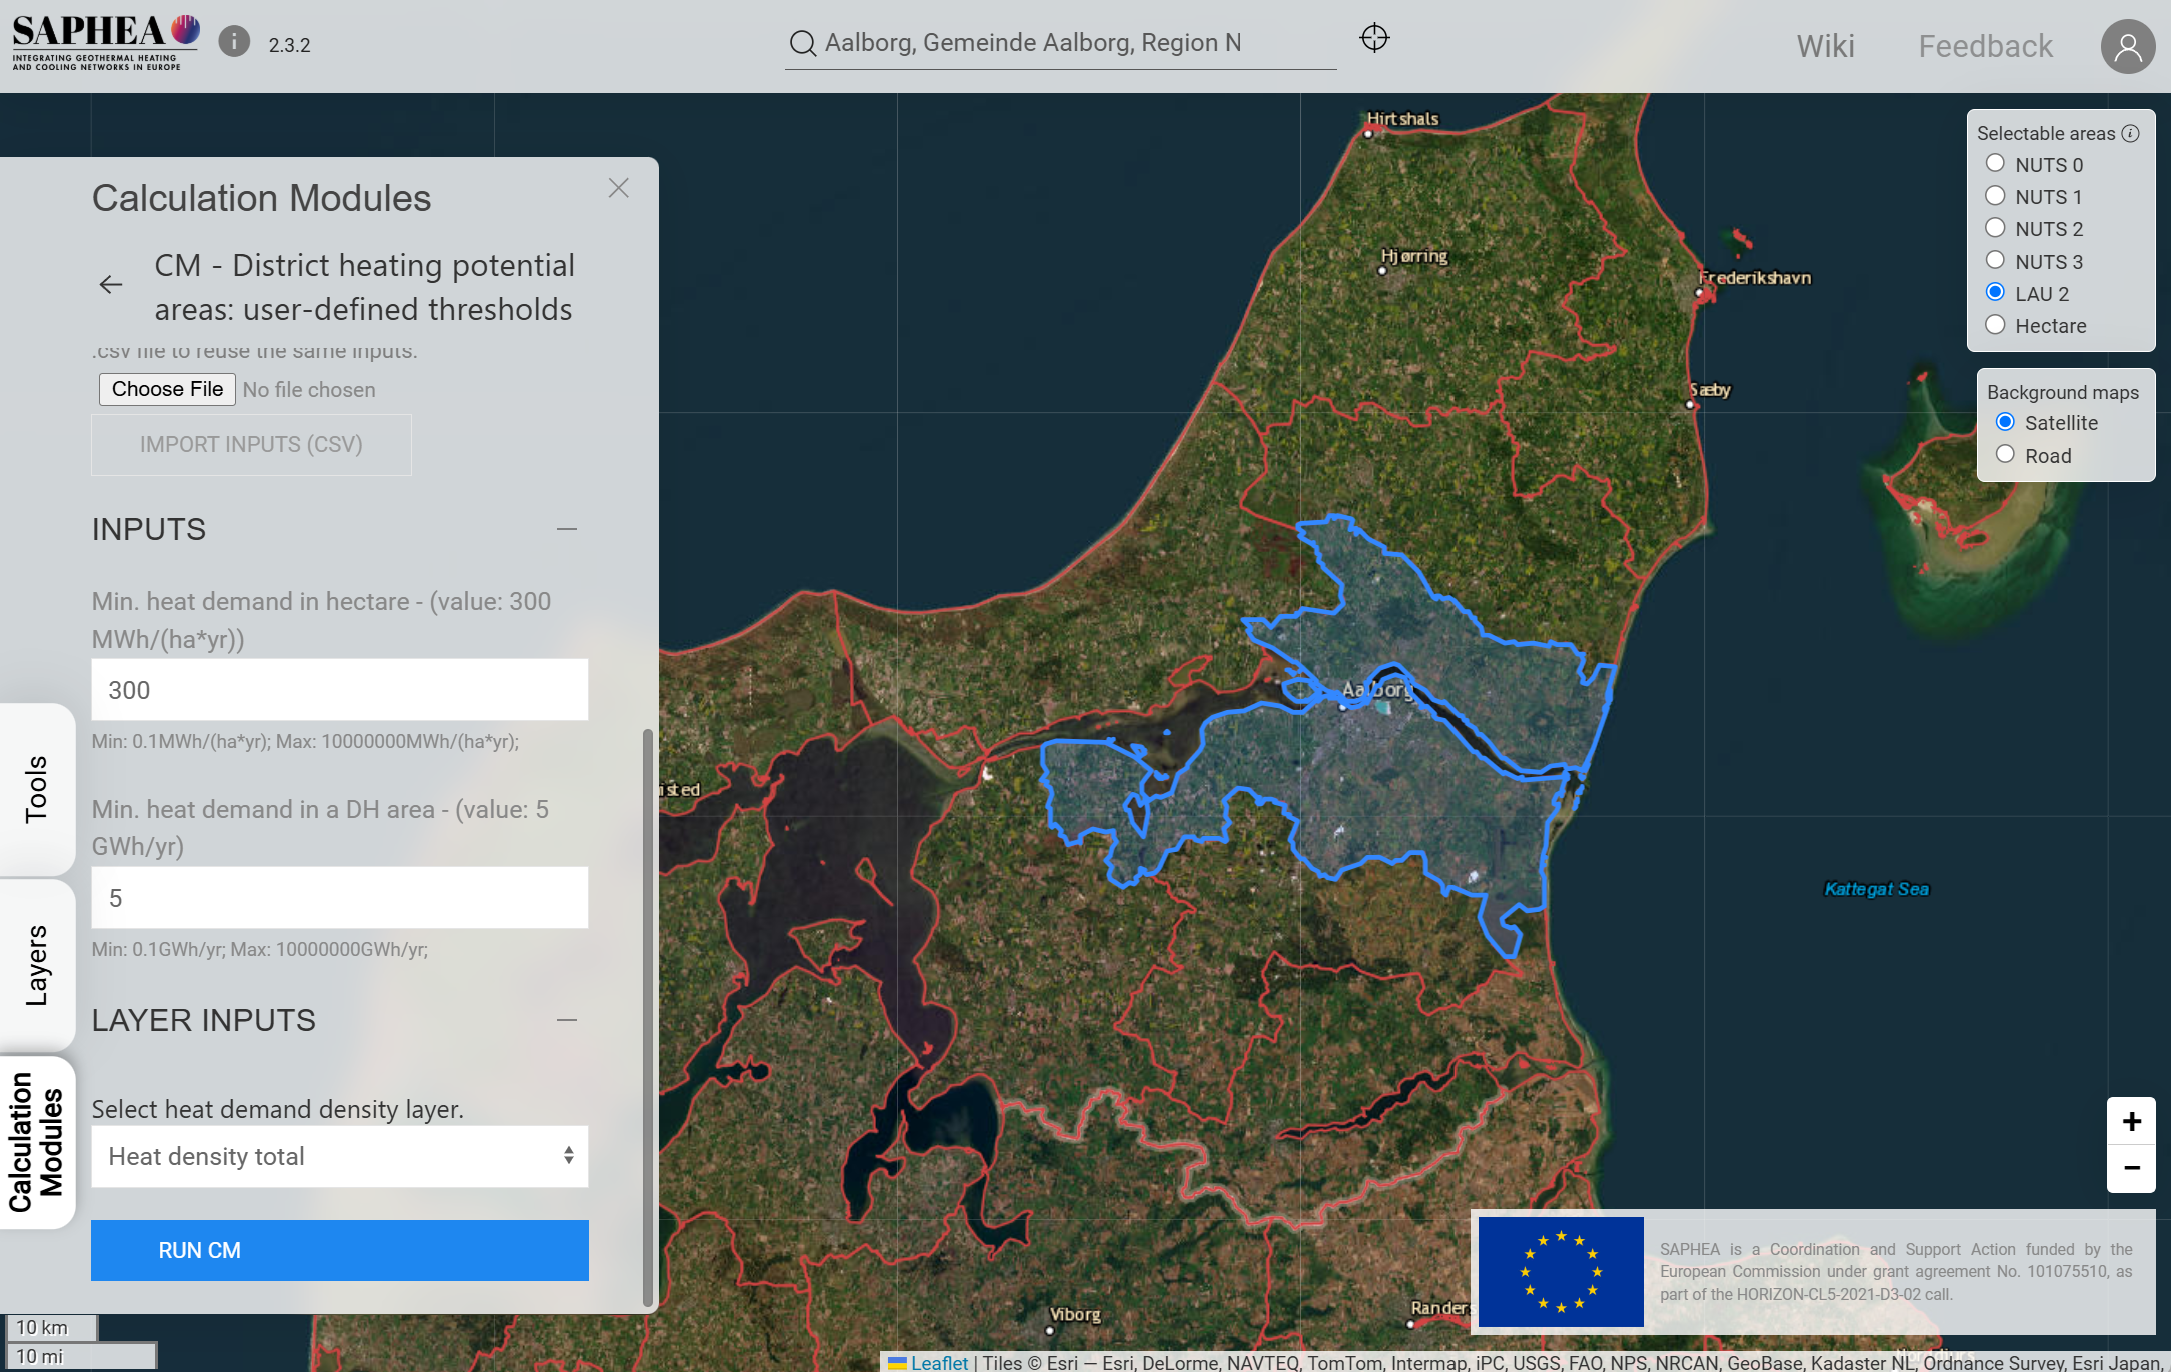 SAPHEA
INTEGRATING GEOTHERMAL HEATING
AND COOLING NETWORKS IN EUROPE
i
2.3.2
Aalborg, Gemeinde Aalborg, Region N
Wiki
Feedback
Calculation Modules
CM - District heating potential
areas: user-defined thresholds
.csv file to reuse the same inputs.
Choose File No file chosen
IMPORT INPUTS (CSV)
INPUTS
Min. heat demand in hectare - (value: 300
MWh/(ha*yr))
300
Min: 0.1MWh/(ha*yr); Max: 10000000MWh/(ha*yr);
Min. heat demand in a DH area - (value: 5
GWh/yr)
5
Min: 0.1GWh/yr; Max: 10000000GWh/yr;
LAYER INPUTS
Select heat demand density layer.
Heat density total
RUN CM
Tools
Layers
Calculation
Modules
Selectable areas i
NUTS 0
NUTS 1
NUTS 2
NUTS 3
LAU 2
Hectare
Background maps
Satellite
Road
Hirtshals
Hjørring
Frederikshavn
Sæby
Aalborg
isted
Kattegat Sea
Viborg
Randers
+
−
SAPHEA is a Coordination and Support Action funded by the
European Commission under grant agreement No. 101075510, as
part of the HORIZON-CL5-2021-D3-02 call.
10 km
10 mi
Leaflet | Tiles © Esri — Esri, DeLorme, NAVTEQ, TomTom, Intermap, iPC, USGS, FAO, NPS, NRCAN, GeoBase, Kadaster NL, Ordnance Survey, Esri Japan,